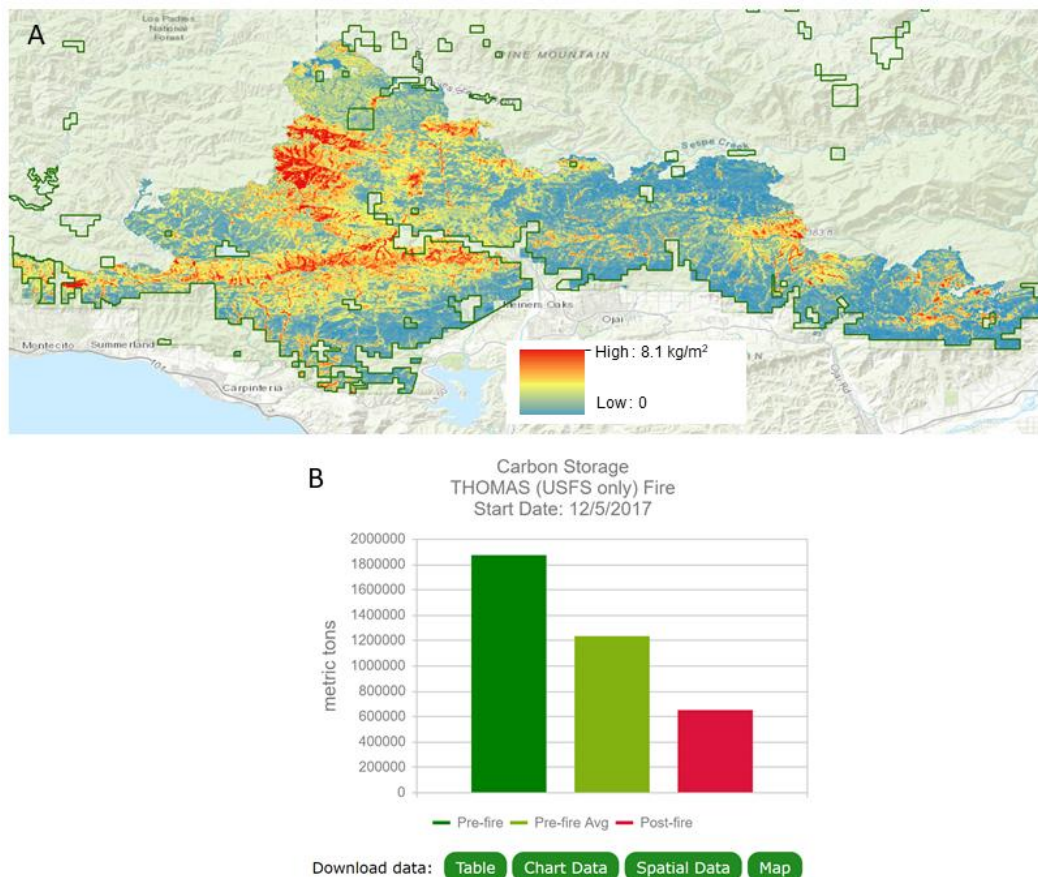 A
Los Padres
National
Forest
PINE MOUNTAIN
Sespe Creek
Meiners Oaks
Ojai
Montecito
Summerland
101
Carpinteria
High: 8.1 kg/m²
Low: 0
B
Carbon Storage
THOMAS (USFS only) Fire
Start Date: 12/5/2017
metric tons
2000000
1800000
1600000
1400000
1200000
1000000
800000
600000
400000
200000
0
Pre-fire Pre-fire Avg Post-fire
Download data: Table Chart Data Spatial Data Map